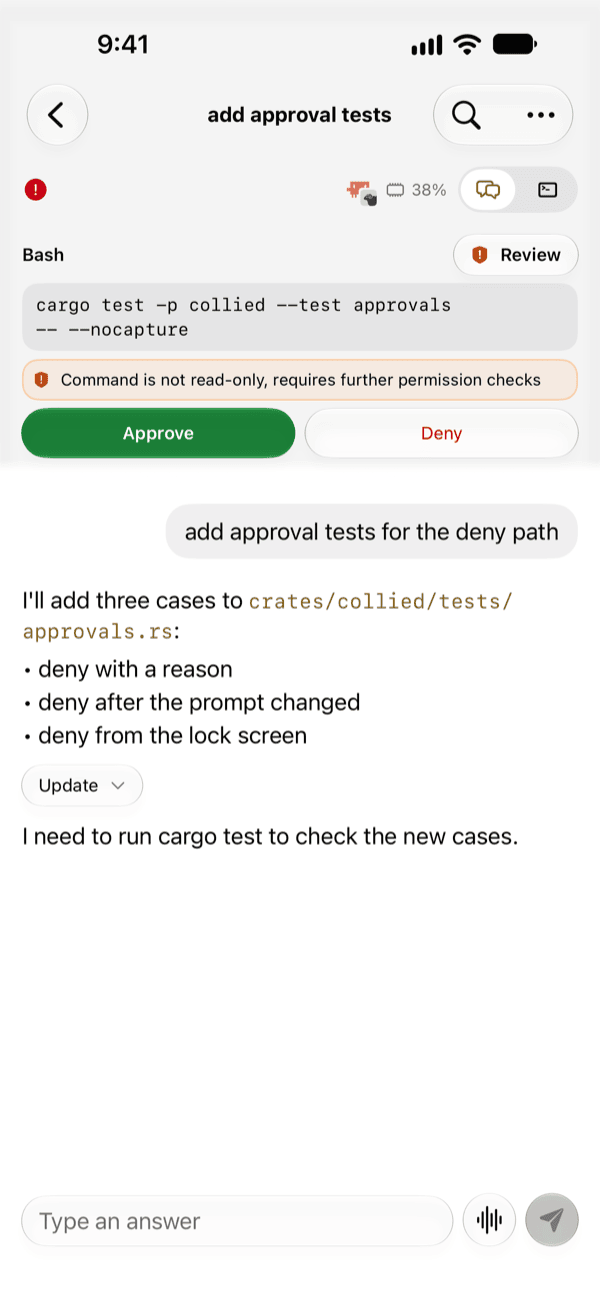 9:41
add approval tests
38%
Bash
Review
cargo test -p collied --test approvals
-- --nocapture
Command is not read-only, requires further permission checks
Approve
Deny
add approval tests for the deny path
I'll add three cases to crates/collied/tests/
approvals.rs:
• deny with a reason
• deny after the prompt changed
• deny from the lock screen
Update
I need to run cargo test to check the new cases.
Type an answer